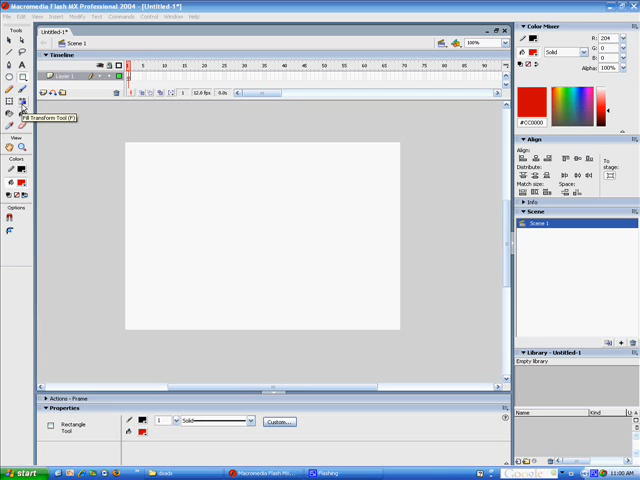 Macromedia Flash MX Professional 2004 - [Untitled-1*]
File Edit View Insert Modify Text Commands Control Window Help
Tools
Untitled-1*
Scene 1
100%
Timeline
1 5 10 15 20 25 30 35 40 45 50 55 60 65 70 75 80 85 90
Layer 1
1 12.0 fps 0.0s
Fill Transform Tool (F)
View
Colors
Options
Color Mixer
R: 204
Solid
G: 0
B: 0
Alpha: 100%
#CC0000
Align
Align:
Distribute:
To stage:
Match size:
Space:
Info
Scene
Scene 1
Library - Untitled-1
Empty library
Name Kind
Actions - Frame
Properties
Rectangle
Tool
1 Solid Custom...
start
dsads
Macromedia Flash MX...
Flashing
Google
11:00 AM